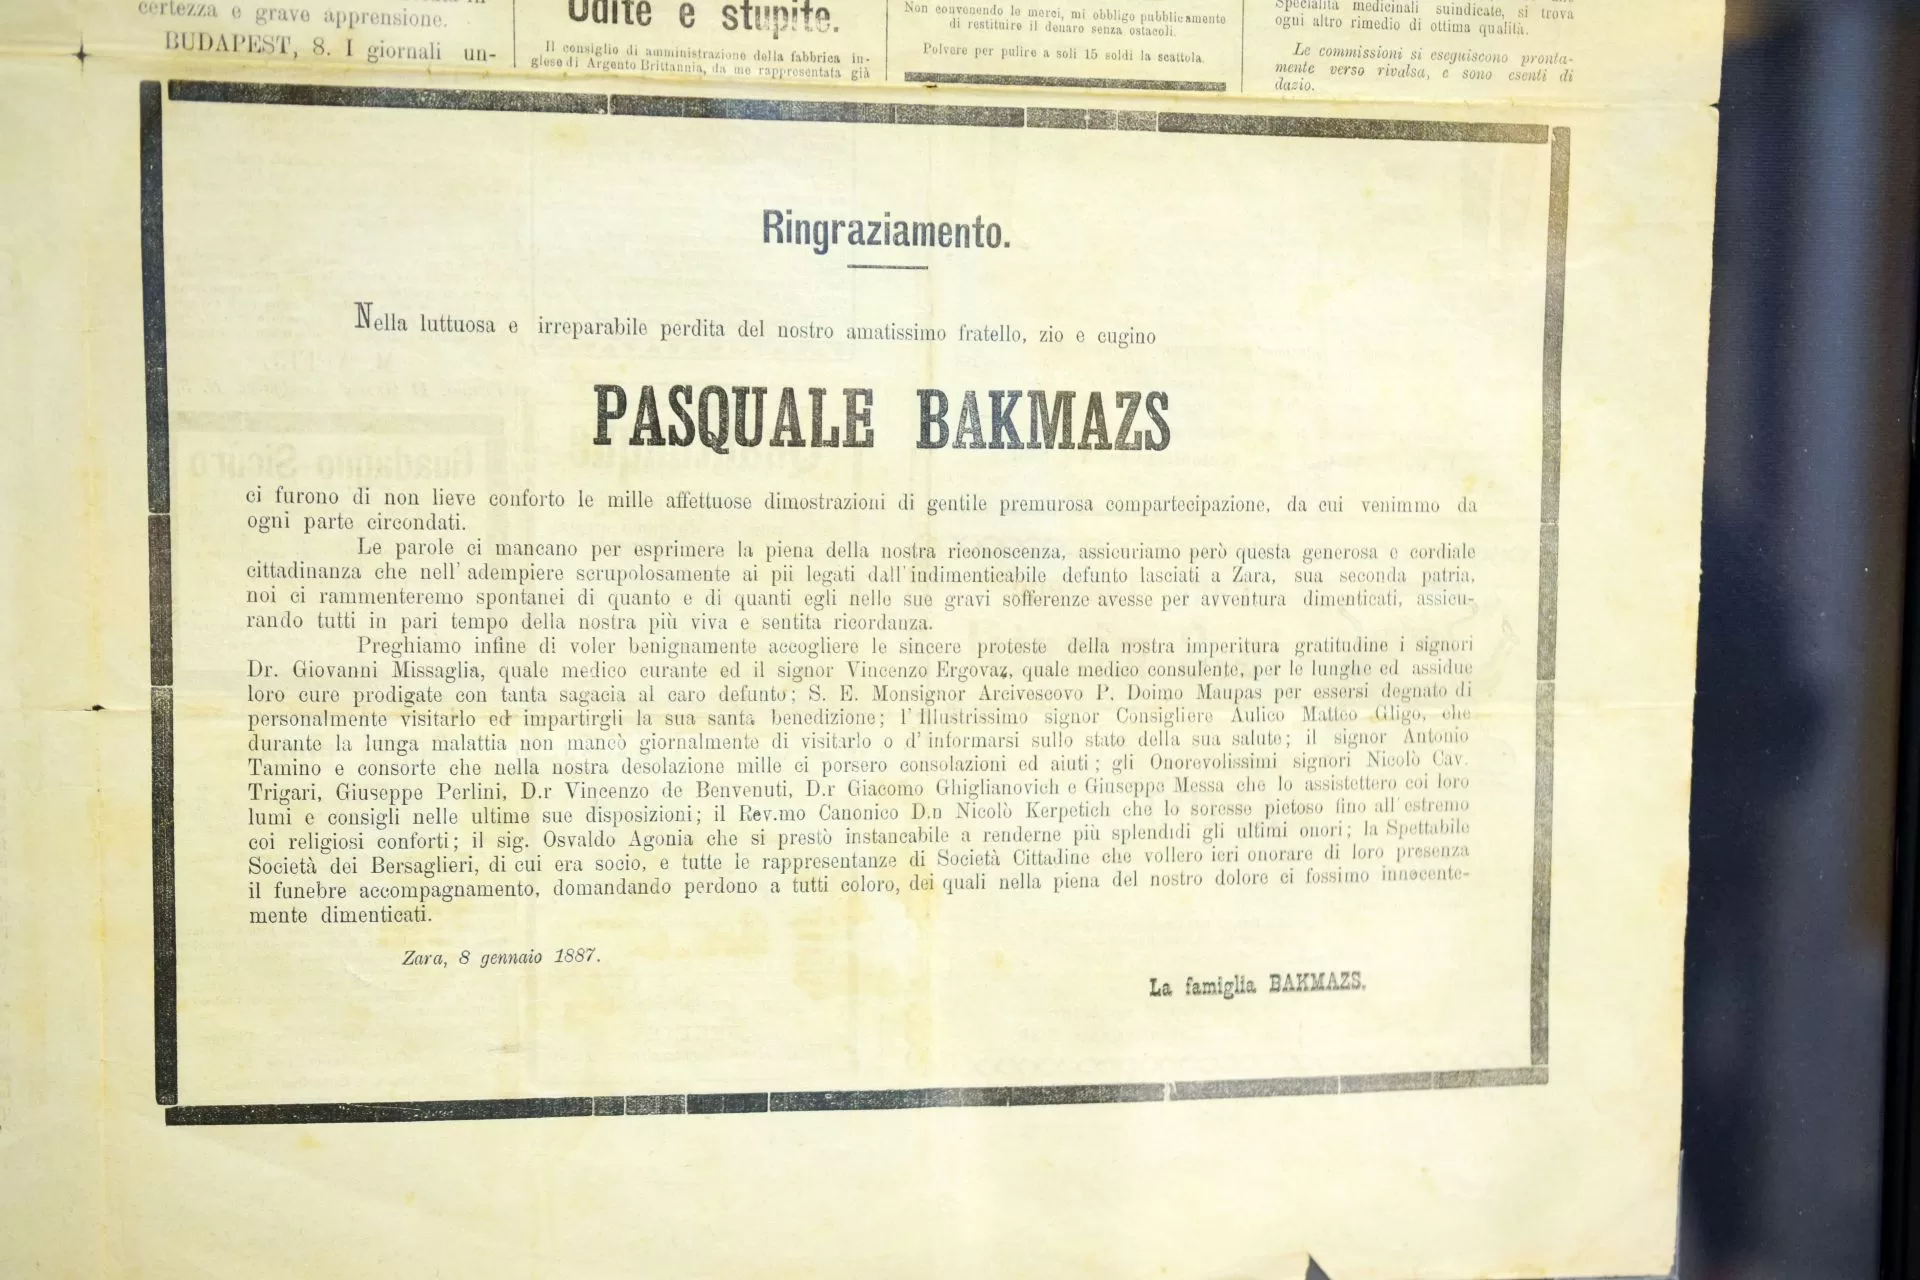 certezza e grave apprensione.
BUDAPEST, 8. I giornali un-
Udite e stupite.
Il consiglio di amministrazione della fabbrica in-
glese di Argento Brittannia, da me rappresentata già
Non convenendo le merci, mi obbligo pubblicamente
di restituire il denaro senza ostacoli.
Polvere per pulire a soli 15 soldi la scattola.
Specialità medicinali suindicate, si trova
ogni altro rimedio di ottima qualità.
Le commissioni si eseguiscono pronta-
mente verso rivalsa, e sono esenti di
dazio.
Ringraziamento.
Nella luttuosa e irreparabile perdita del nostro amatissimo fratello, zio e cugino
PASQUALE BAKMAZS
ci furono di non lieve conforto le mille affettuose dimostrazioni di gentile premurosa compartecipazione, da cui venimmo da
ogni parte circondati.
Le parole ci mancano per esprimere la piena della nostra riconoscenza, assicuriamo però questa generosa e cordiale
cittadinanza che nell' adempiere scrupolosamente ai pii legati dall'indimenticabile defunto lasciati a Zara, sua seconda patria,
noi ci rammenteremo spontanei di quanto e di quanti egli nelle sue gravi sofferenze avesse per avventura dimenticati, assicu-
rando tutti in pari tempo della nostra più viva e sentita ricordanza.
Preghiamo infine di voler benignamente accogliere le sincere proteste della nostra imperitura gratitudine i signori
Dr. Giovanni Missaglia, quale medico curante ed il signor Vincenzo Ergovaz, quale medico consulente, per le lunghe ed assidue
loro cure prodigate con tanta sagacia al caro defunto; S. E. Monsignor Arcivescovo P. Doimo Maupas per essersi degnato di
personalmente visitarlo ed impartirgli la sua santa benedizione; l' Illustrissimo signor Consigliere Aulico Matteo Gligo, che
durante la lunga malattia non mancò giornalmente di visitarlo o d' informarsi sullo stato della sua salute; il signor Antonio
Tamino e consorte che nella nostra desolazione mille ci porsero consolazioni ed aiuti; gli Onorevolissimi signori Nicolò Cav.
Trigari, Giuseppe Perlini, D.r Vincenzo de Benvenuti, D.r Giacomo Ghiglianovich e Giuseppe Messa che lo assistettero coi loro
lumi e consigli nelle ultime sue disposizioni; il Rev.mo Canonico D.n Nicolò Kerpetich che lo soresse pietoso fino all' estremo
coi religiosi conforti; il sig. Osvaldo Agonia che si prestò instancabile a renderne più splendidi gli ultimi onori; la Spettabile
Società dei Bersaglieri, di cui era socio, e tutte le rappresentanze di Società Cittadine che vollero ieri onorare di loro presenza
il funebre accompagnamento, domandando perdono a tutti coloro, dei quali nella piena del nostro dolore ci fossimo innocente-
mente dimenticati.
Zara, 8 gennaio 1887.
La famiglia BAKMAZS.